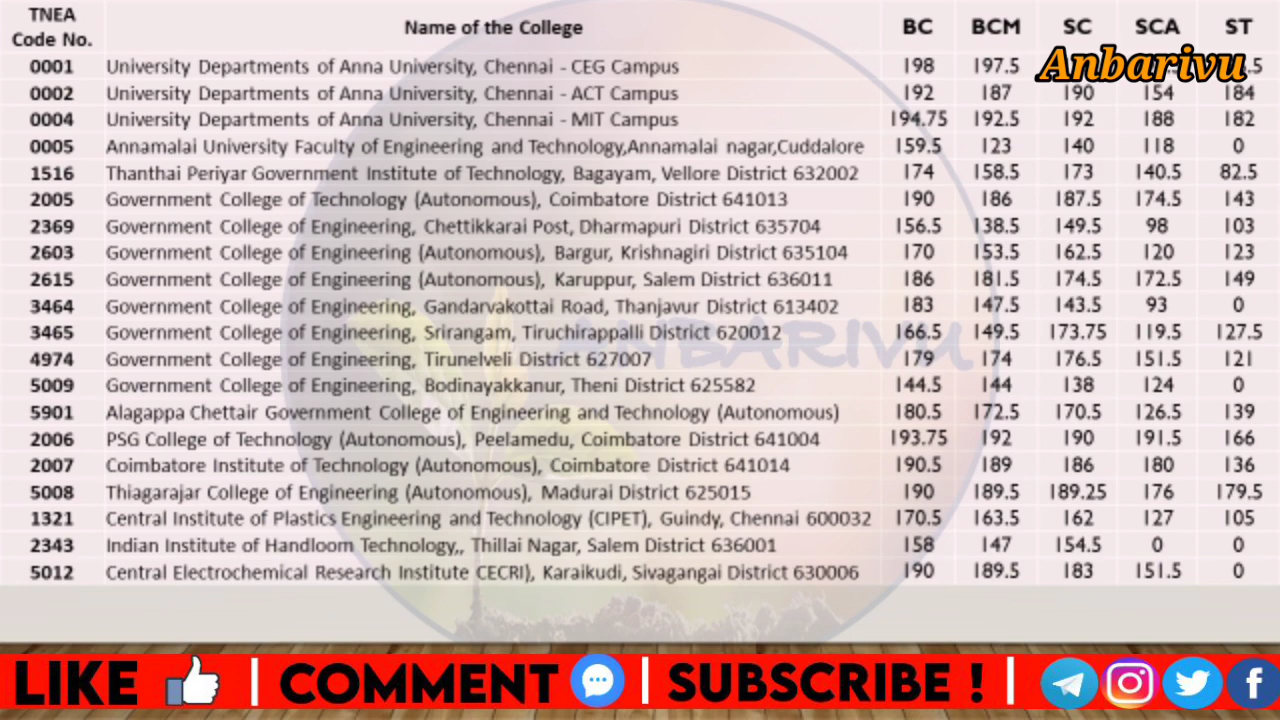 TNEA Code No. Name of the College BC BCM SC SCA ST
0001 University Departments of Anna University, Chennai - CEG Campus 198 197.5
Anbarivu
0002 University Departments of Anna University, Chennai - ACT Campus 192 187 190 154 184
0004 University Departments of Anna University, Chennai - MIT Campus 194.75 192.5 192 188 182
0005 Annamalai University Faculty of Engineering and Technology,Annamalai nagar,Cuddalore 159.5 123 140 118 0
1516 Thanthai Periyar Government Institute of Technology, Bagayam, Vellore District 632002 174 158.5 173 140.5 82.5
2005 Government College of Technology (Autonomous), Coimbatore District 641013 190 186 187.5 174.5 143
2369 Government College of Engineering, Chettikkarai Post, Dharmapuri District 635704 156.5 138.5 149.5 98 103
2603 Government College of Engineering (Autonomous), Bargur, Krishnagiri District 635104 170 153.5 162.5 120 123
2615 Government College of Engineering (Autonomous), Karuppur, Salem District 636011 186 181.5 174.5 172.5 149
3464 Government College of Engineering, Gandarvakottai Road, Thanjavur District 613402 183 147.5 143.5 93 0
3465 Government College of Engineering, Srirangam, Tiruchirappalli District 620012 166.5 149.5 173.75 119.5 127.5
ANBARIVU
4974 Government College of Engineering, Tirunelveli District 627007 179 174 176.5 151.5 121
5009 Government College of Engineering, Bodinayakkanur, Theni District 625582 144.5 144 138 124 0
5901 Alagappa Chettair Government College of Engineering and Technology (Autonomous) 180.5 172.5 170.5 126.5 139
2006 PSG College of Technology (Autonomous), Peelamedu, Coimbatore District 641004 193.75 192 190 191.5 166
2007 Coimbatore Institute of Technology (Autonomous), Coimbatore District 641014 190.5 189 186 180 136
5008 Thiagarajar College of Engineering (Autonomous), Madurai District 625015 190 189.5 189.25 176 179.5
1321 Central Institute of Plastics Engineering and Technology (CIPET), Guindy, Chennai 600032 170.5 163.5 162 127 105
2343 Indian Institute of Handloom Technology,, Thillai Nagar, Salem District 636001 158 147 154.5 0 0
5012 Central Electrochemical Research Institute CECRI), Karaikudi, Sivagangai District 630006 190 189.5 183 151.5 0
LIKE | COMMENT | SUBSCRIBE ! |